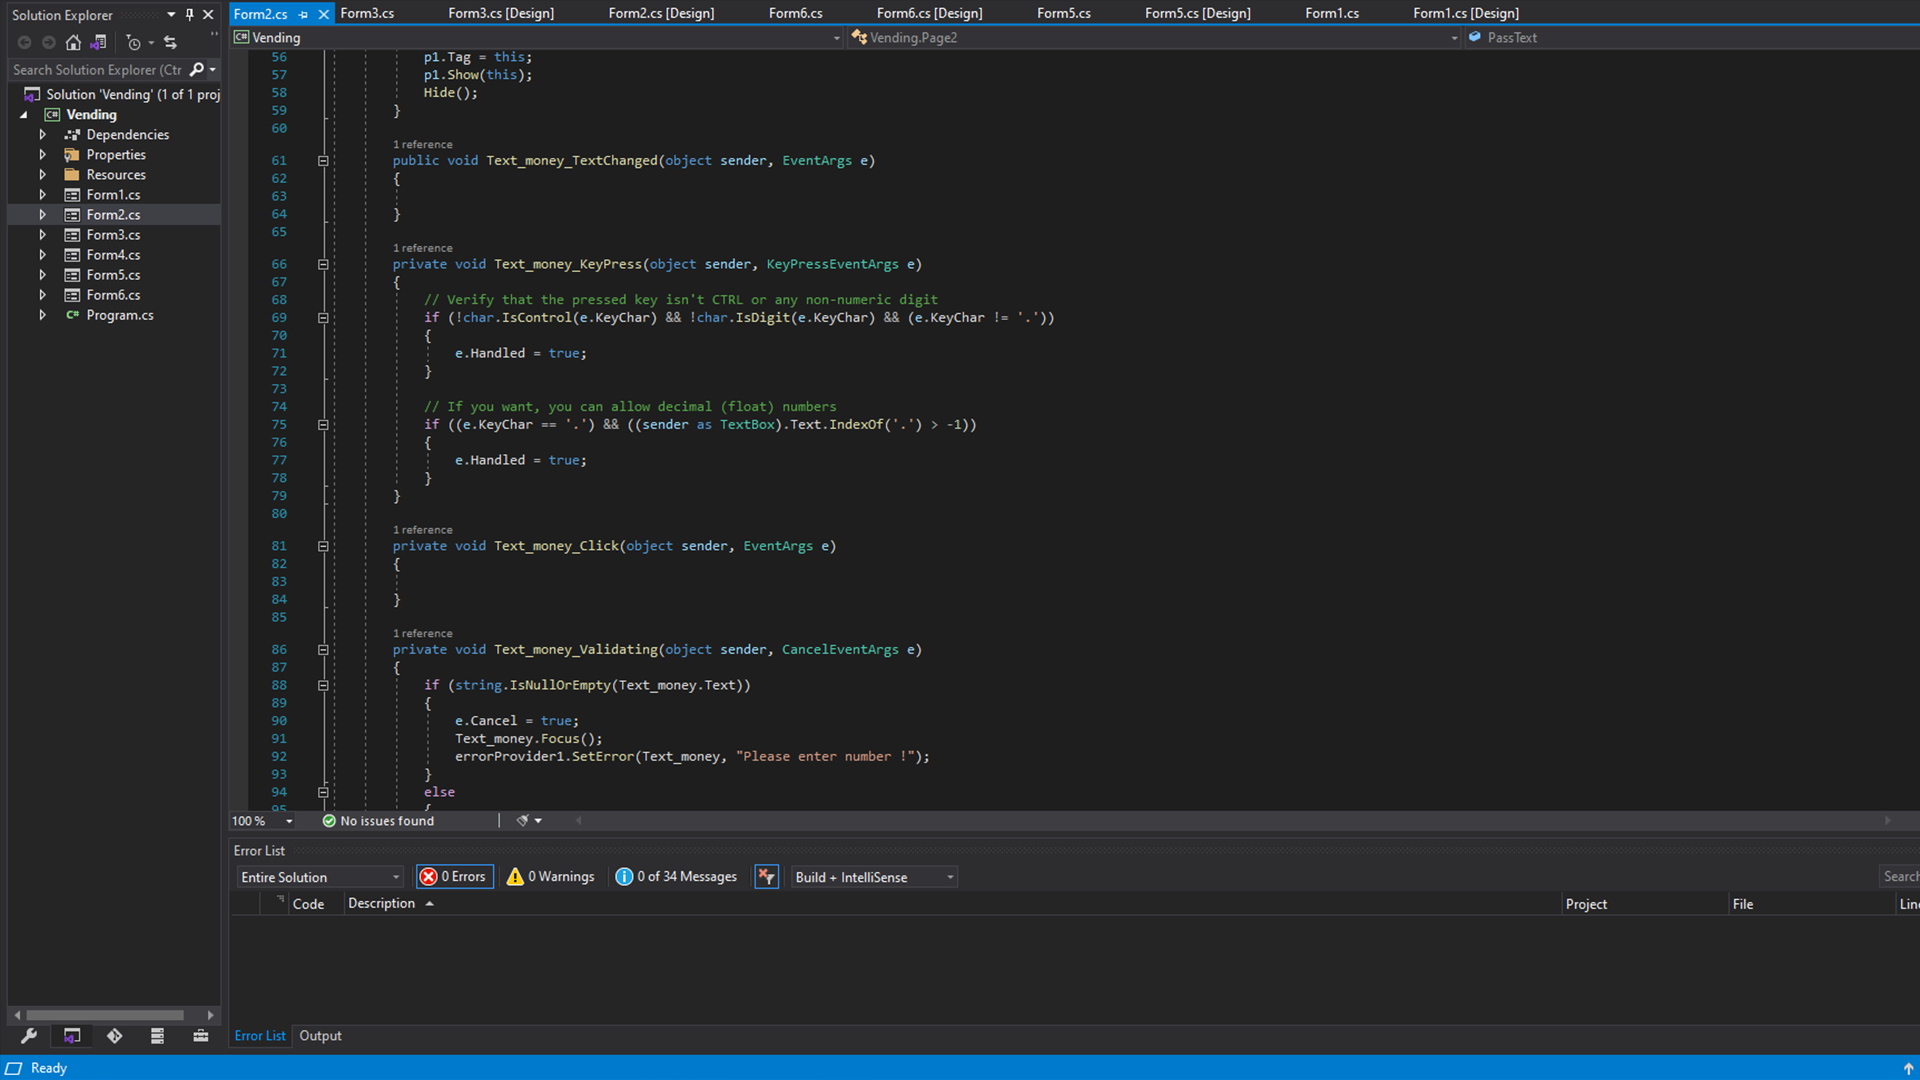 Solution Explorer
Search Solution Explorer (Ctr
Solution 'Vending' (1 of 1 proj
C# Vending
Dependencies
Properties
Resources
Form1.cs
Form2.cs
Form3.cs
Form4.cs
Form5.cs
Form6.cs
C# Program.cs
Form2.cs Form3.cs Form3.cs [Design] Form2.cs [Design] Form6.cs Form6.cs [Design] Form5.cs Form5.cs [Design] Form1.cs Form1.cs [Design]
C# Vending Vending.Page2 PassText
56 p1.Tag = this;
57 p1.Show(this);
58 Hide();
59 }
60
1 reference
61 public void Text_money_TextChanged(object sender, EventArgs e)
62 {
63
64 }
65
1 reference
66 private void Text_money_KeyPress(object sender, KeyPressEventArgs e)
67 {
68 // Verify that the pressed key isn't CTRL or any non-numeric digit
69 if (!char.IsControl(e.KeyChar) && !char.IsDigit(e.KeyChar) && (e.KeyChar != '.'))
70 {
71 e.Handled = true;
72 }
73
74 // If you want, you can allow decimal (float) numbers
75 if ((e.KeyChar == '.') && ((sender as TextBox).Text.IndexOf('.') > -1))
76 {
77 e.Handled = true;
78 }
79 }
80
1 reference
81 private void Text_money_Click(object sender, EventArgs e)
82 {
83
84 }
85
1 reference
86 private void Text_money_Validating(object sender, CancelEventArgs e)
87 {
88 if (string.IsNullOrEmpty(Text_money.Text))
89 {
90 e.Cancel = true;
91 Text_money.Focus();
92 errorProvider1.SetError(Text_money, "Please enter number !");
93 }
94 else
95 {
100 % No issues found
Error List
Entire Solution 0 Errors 0 Warnings 0 of 34 Messages Build + IntelliSense Search
Code Description Project File Line
Error List Output
Ready